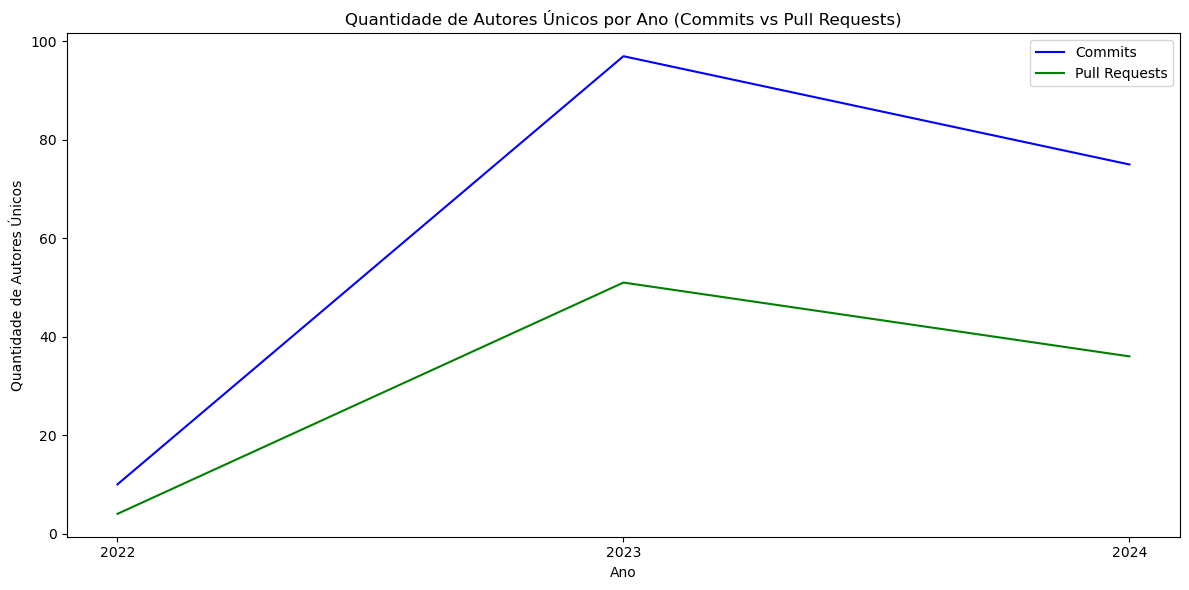 Quantidade de Autores Únicos por Ano (Commits vs Pull Requests)
Commits
Pull Requests
Quantidade de Autores Únicos
100
80
60
40
20
0
2022
2023
2024
Ano